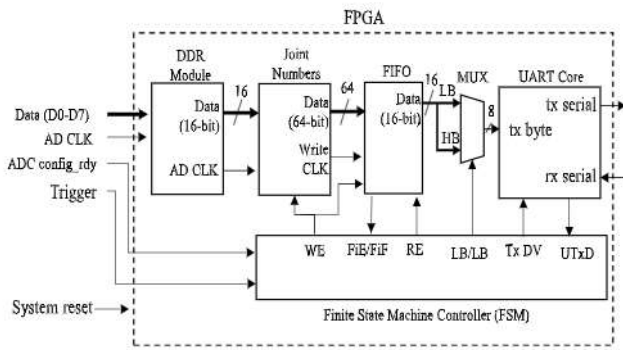 FPGA
DDR
Module
Joint
Numbers
FIFO
MUX
UART Core
16
64
16
LB
8
Data
(16-bit)
Data
(64-bit)
Data
(16-bit)
HB
tx serial
tx byte
rx serial
Write
CLK
AD CLK
Data (D0-D7)
AD CLK
ADC config_rdy
Trigger
System reset
WE
FiE/FiF
RE
LB/LB
Tx DV
UTxD
Finite State Machine Controller (FSM)